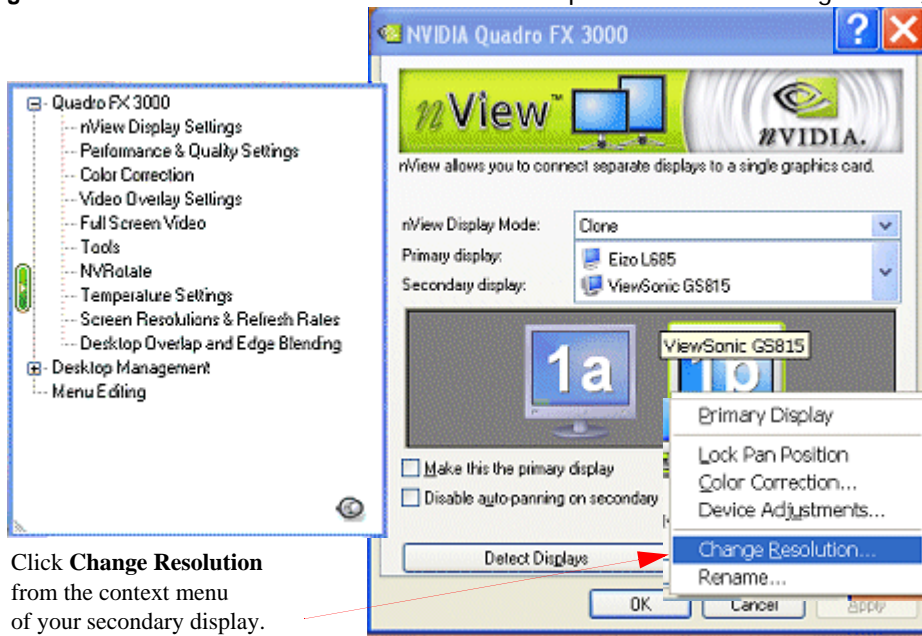 NVIDIA Quadro FX 3000
Quadro FX 3000
nView Display Settings
Performance & Quality Settings
Color Correction
Video Overlay Settings
Full Screen Video
Tools
NVRotate
Temperature Settings
Screen Resolutions & Refresh Rates
Desktop Overlap and Edge Blending
Desktop Management
Menu Editing
nView™
NVIDIA.
nView allows you to connect separate displays to a single graphics card.
nView Display Mode: Clone
Primary display: Eizo L685
Secondary display: ViewSonic GS815
1a
ViewSonic GS815
1b
Primary Display
Lock Pan Position
Color Correction...
Device Adjustments...
Change Resolution...
Rename...
Make this the primary display
Disable auto-panning on secondary
Detect Displays
OK
Cancel
Apply
Click Change Resolution
from the context menu
of your secondary display.